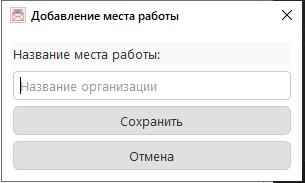 Добавление места работы
Название места работы:
Название организации
Сохранить
Отмена